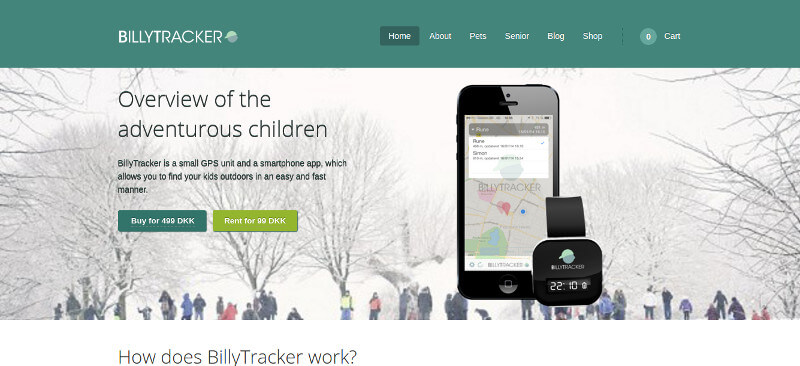 BILLYTRACKER
Home
About
Pets
Senior
Blog
Shop
0
Cart
Overview of the
adventurous children
BillyTracker is a small GPS unit and a smartphone app, which
allows you to find your kids outdoors in an easy and fast
manner.
Buy for 499 DKK
Rent for 99 DKK
Rune
Rune
Simon
BILLYTRACKER
BILLYTRACKER
BILLYTRACKER
22:10
How does BillyTracker work?